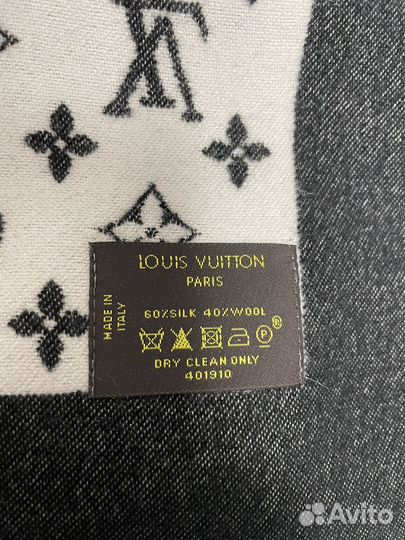 LOUIS VUITTON
PARIS
MADE IN
ITALY
60%SILK 40%WOOL
P
®
DRY CLEAN ONLY
401910
Avito